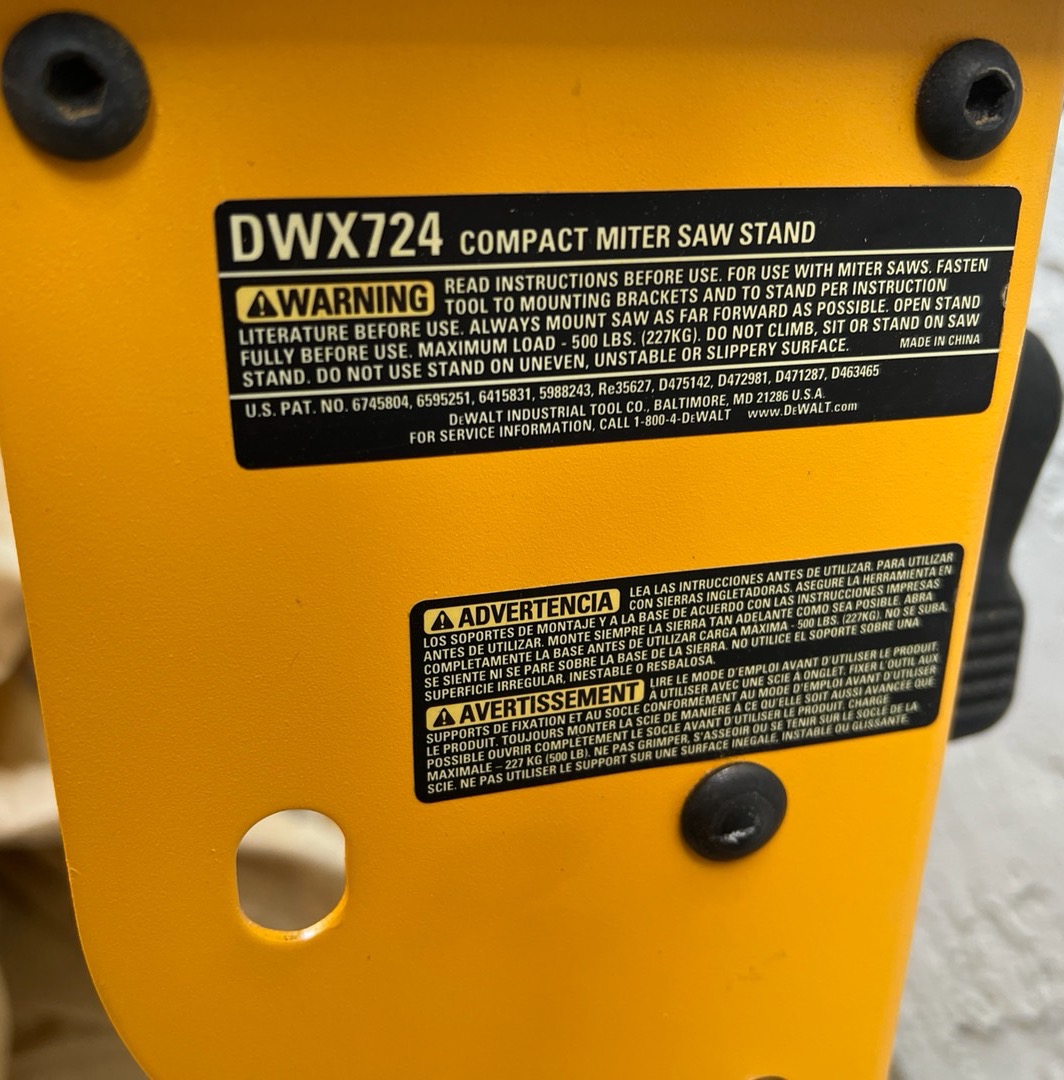 DWX724 COMPACT MITER SAW STAND
WARNING READ INSTRUCTIONS BEFORE USE. FOR USE WITH MITER SAWS. FASTEN
TOOL TO MOUNTING BRACKETS AND TO STAND PER INSTRUCTION
LITERATURE BEFORE USE. ALWAYS MOUNT SAW AS FAR FORWARD AS POSSIBLE. OPEN STAND
FULLY BEFORE USE. MAXIMUM LOAD - 500 LBS. (227KG). DO NOT CLIMB, SIT OR STAND ON SAW
STAND. DO NOT USE STAND ON UNEVEN, UNSTABLE OR SLIPPERY SURFACE. MADE IN CHINA
U.S. PAT. NO. 6745804, 6595251, 6415831, 5988243, Re35627, D475142, D472981, D471287, D463465
DEWALT INDUSTRIAL TOOL CO., BALTIMORE, MD 21286 U.S.A.
FOR SERVICE INFORMATION, CALL 1-800-4-DEWALT www.DEWALT.com
ADVERTENCIA LEA LAS INTRUCCIONES ANTES DE UTILIZAR. PARA UTILIZAR
CON SIERRAS INGLETADORAS. ASEGURE LA HERRAMIENTA EN
LOS SOPORTES DE MONTAJE Y A LA BASE DE ACUERDO CON LAS INSTRUCCIONES IMPRESAS
ANTES DE UTILIZAR. MONTE SIEMPRE LA SIERRA TAN ADELANTE COMO SEA POSIBLE. ABRA
COMPLETAMENTE LA BASE ANTES DE UTILIZAR CARGA MAXIMA - 500 LBS. (227KG). NO SE SUBA,
SE SIENTE NI SE PARE SOBRE LA BASE DE LA SIERRA. NO UTILICE EL SOPORTE SOBRE UNA
SUPERFICIE IRREGULAR, INESTABLE O RESBALOSA.
AVERTISSEMENT LIRE LE MODE D'EMPLOI AVANT D'UTILISER LE PRODUIT.
À UTILISER AVEC UNE SCIE À ONGLET. FIXER L'OUTIL AUX
SUPPORTS DE FIXATION ET AU SOCLE CONFORMEMENT AU MODE D'EMPLOI AVANT D'UTILISER
LE PRODUIT. TOUJOURS MONTER LA SCIE DE MANIERE À CE QU'ELLE SOIT AUSSI AVANCEE QUE
POSSIBLE OUVRIR COMPLÈTEMENT LE SOCLE AVANT D'UTILISER LE PRODUIT. CHARGE
MAXIMALE – 227 KG (500 LB). NE PAS GRIMPER, S'ASSEOIR OU SE TENIR SUR LE SOCLE DE LA
SCIE. NE PAS UTILISER LE SUPPORT SUR UNE SURFACE INEGALE, INSTABLE OU GLISSANTE.